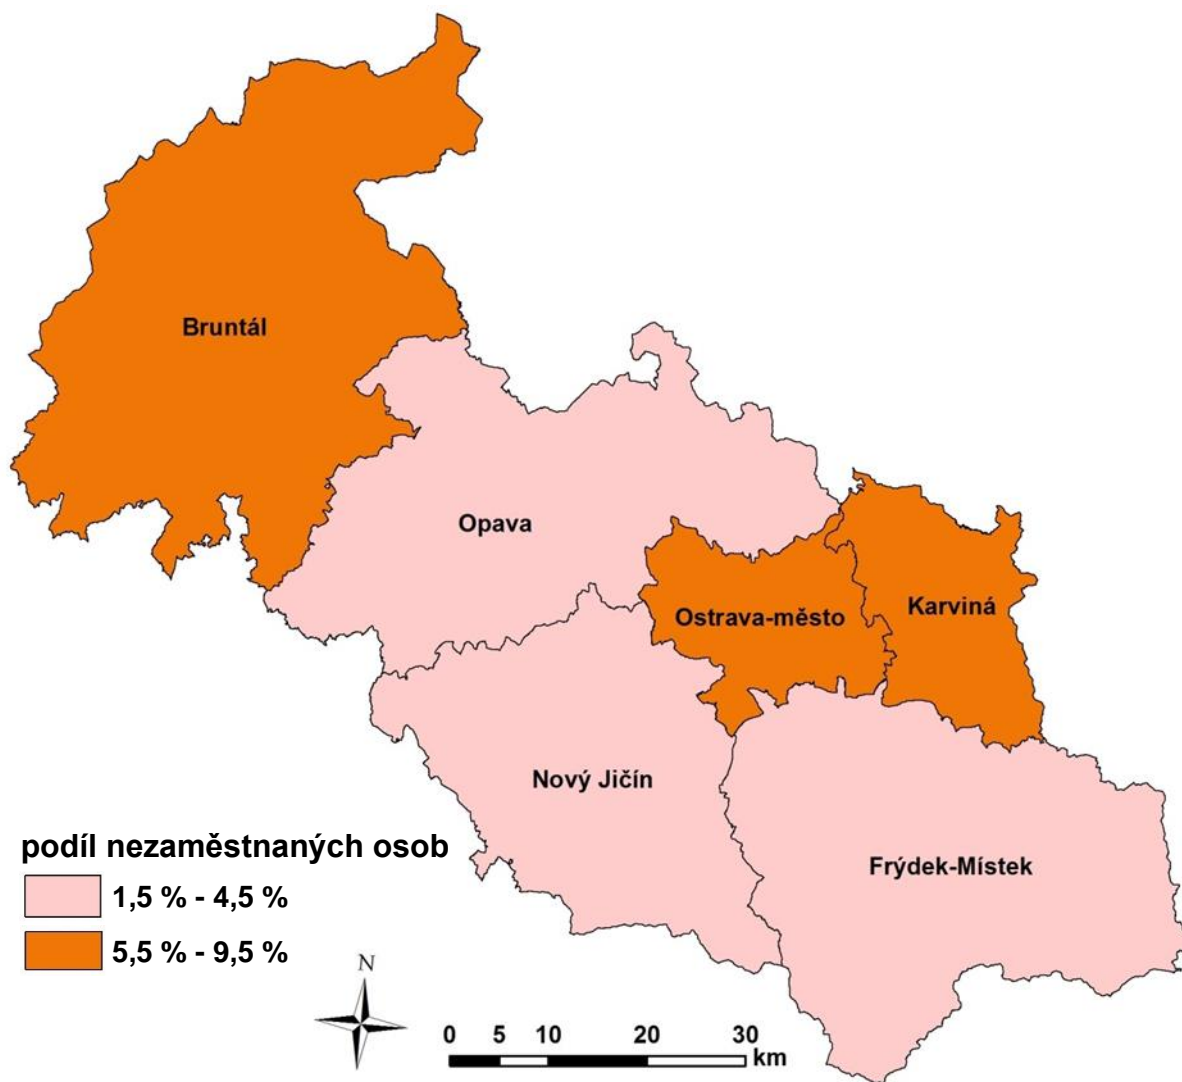 Bruntál
Opava
Ostrava-město
Karviná
Nový Jičín
Frýdek-Místek
podíl nezaměstnaných osob
1,5 % - 4,5 %
5,5 % - 9,5 %
N
0 5 10 20 30
km